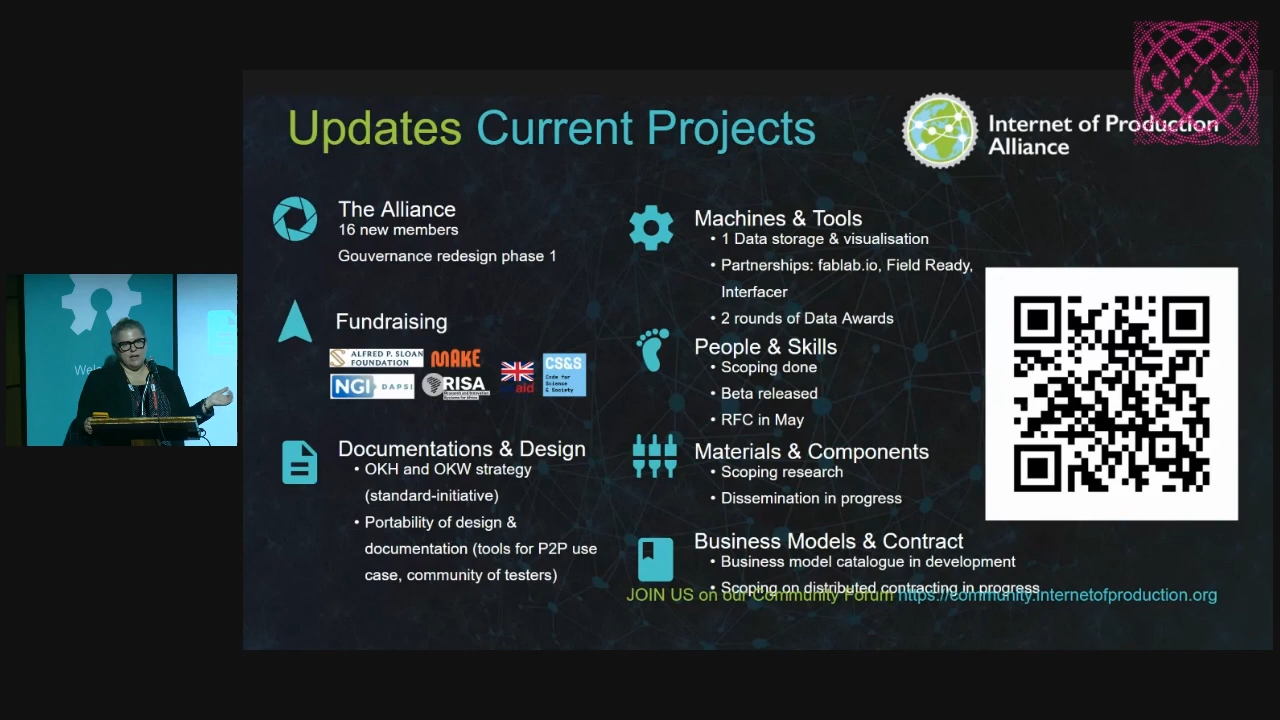 Updates Current Projects
Internet of Production
Alliance
The Alliance
16 new members
Gouvernance redesign phase 1
Fundraising
ALFRED P. SLOAN
FOUNDATION
MAKE
NGI DAPSI
RISA
aid
CS&S
Code for
Science
& Society
Documentations & Design
• OKH and OKW strategy
(standard-initiative)
• Portability of design &
documentation (tools for P2P use
case, community of testers)
Machines & Tools
• 1 Data storage & visualisation
• Partnerships: fablab.io, Field Ready,
Interfacer
• 2 rounds of Data Awards
People & Skills
• Scoping done
• Beta released
• RFC in May
Materials & Components
• Scoping research
• Dissemination in progress
Business Models & Contract
• Business model catalogue in development
• Scoping on distributed contracting in progress
JOIN US on our Community Forum https://community.internetofproduction.org